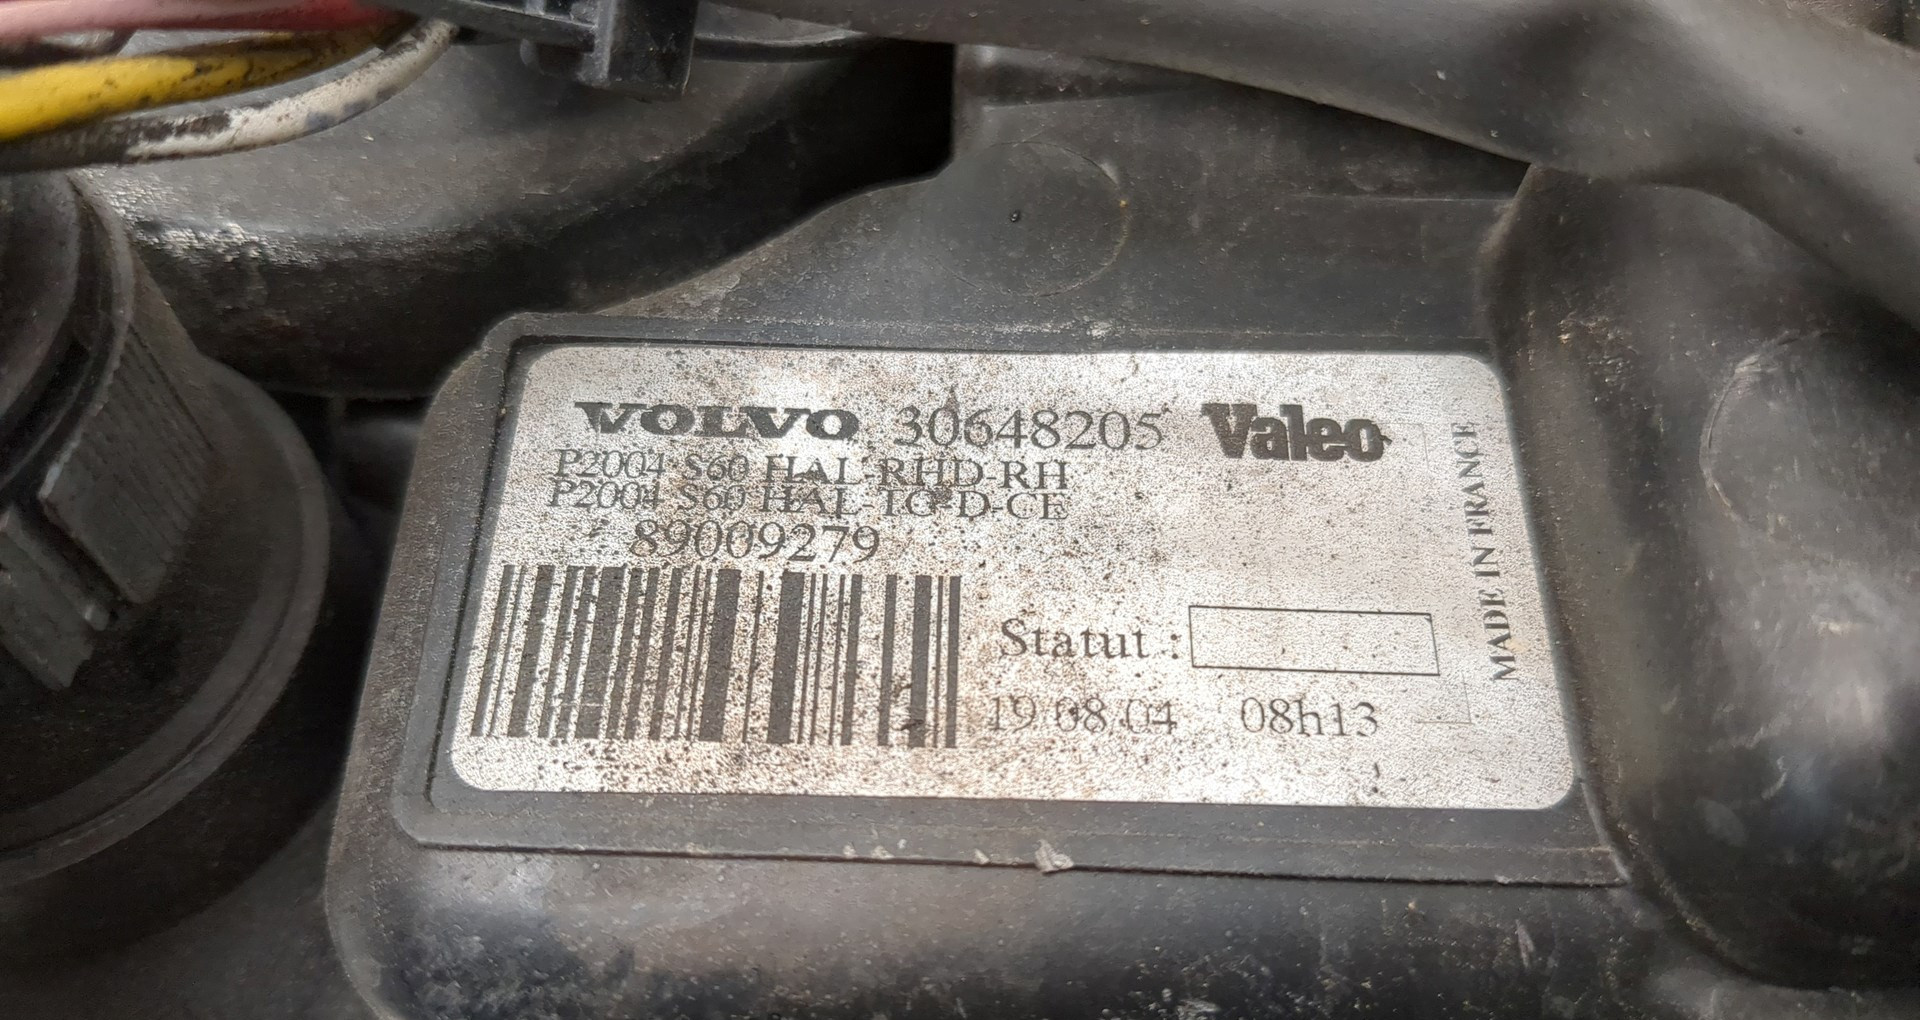 VOLVO 30648205 Valeo
P2004 S60 HAL-RHD-RH
P2004 S60 HAL-TG-D-CE
89009279
Statut :
19.08.04 08h13
MADE IN FRANCE